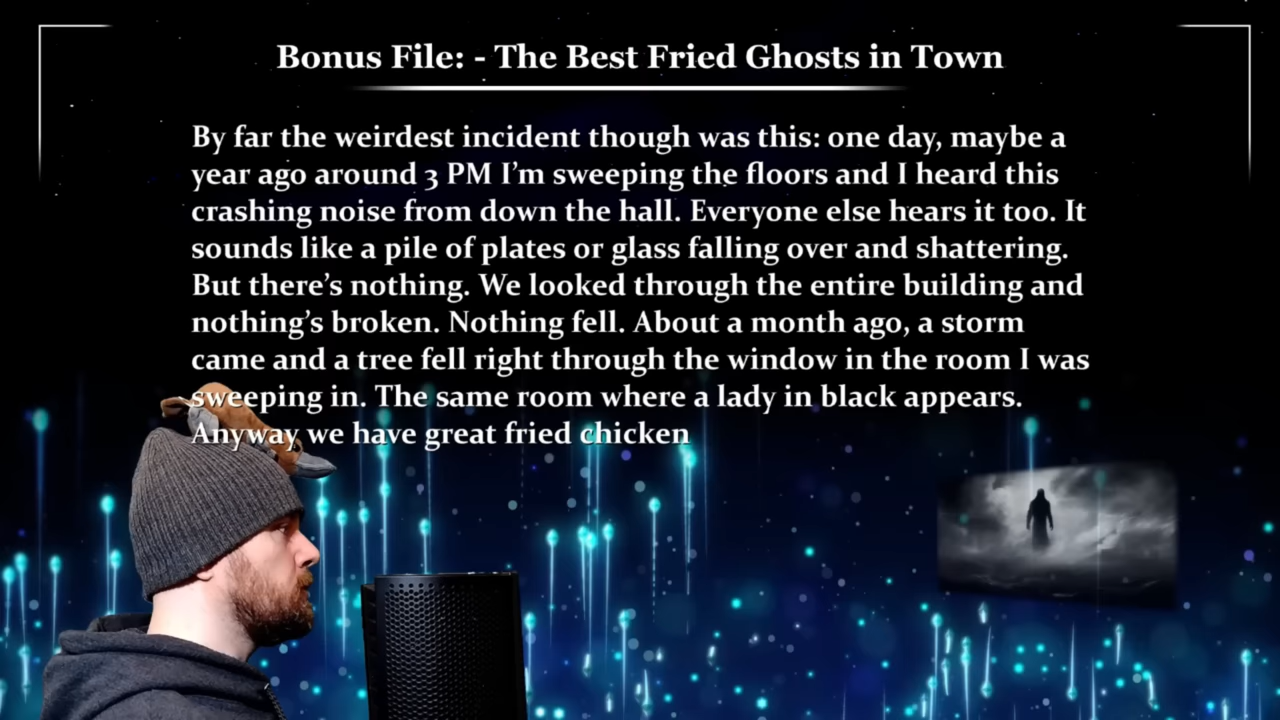 Bonus File: - The Best Fried Ghosts in Town
By far the weirdest incident though was this: one day, maybe a
year ago around 3 PM I’m sweeping the floors and I heard this
crashing noise from down the hall. Everyone else hears it too. It
sounds like a pile of plates or glass falling over and shattering.
But there’s nothing. We looked through the entire building and
nothing’s broken. Nothing fell. About a month ago, a storm
came and a tree fell right through the window in the room I was
sweeping in. The same room where a lady in black appears.
Anyway we have great fried chicken